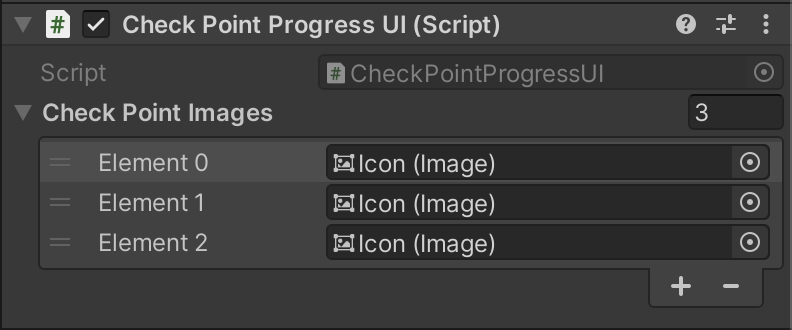 Check Point Progress UI (Script)
Script CheckPointProgressUI
Check Point Images 3
Element 0 Icon (Image)
Element 1 Icon (Image)
Element 2 Icon (Image)